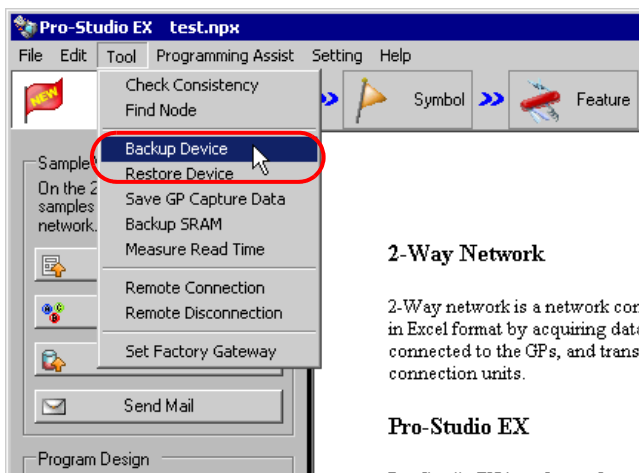 Pro-Studio EX test.npx
File Edit Tool Programming Assist Setting Help
NEW
Symbol
Feature
Check Consistency
Find Node
Backup Device
Restore Device
Save GP Capture Data
Backup SRAM
Measure Read Time
Remote Connection
Remote Disconnection
Set Factory Gateway
Sample
On the 2
samples
network.
Send Mail
Program Design
2-Way Network
2-Way network is a network
in Excel format by acquiring
connected to the GPs, and
connection units.
Pro-Studio EX